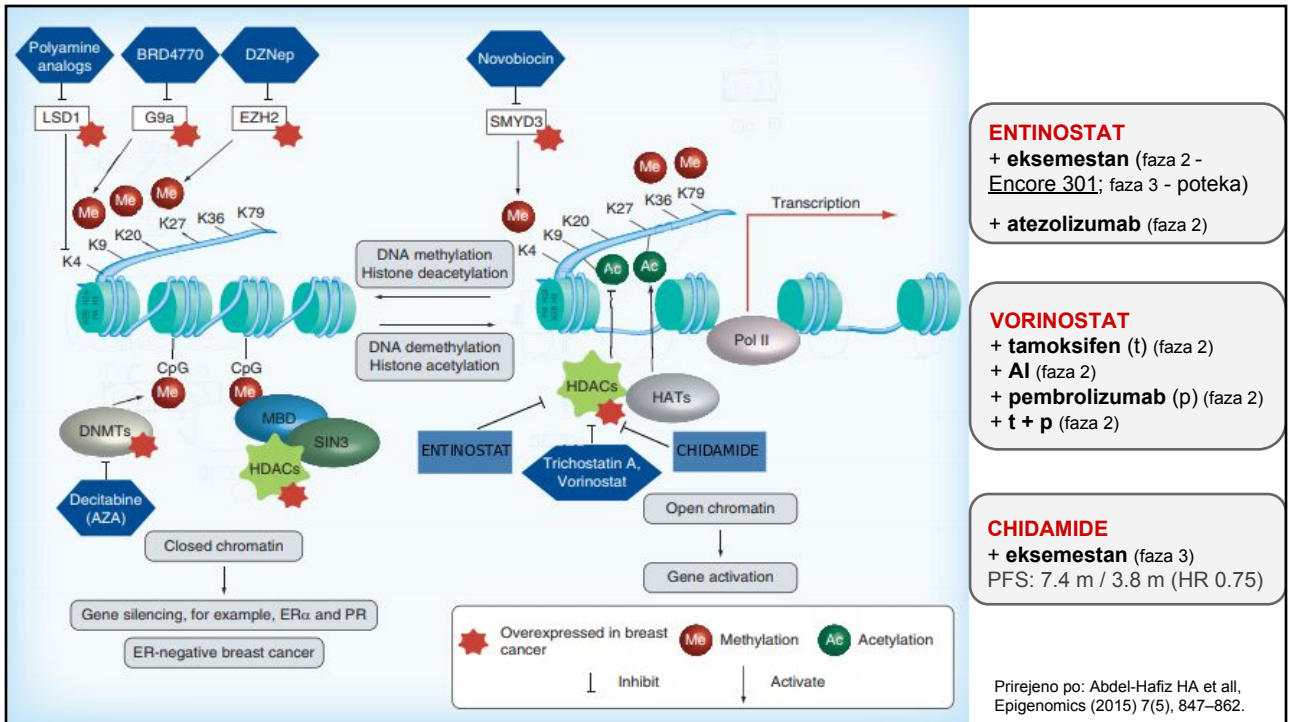 Polyamine
analogs
BRD4770
DZNep
Novobiocin
LSD1
G9a
EZH2
SMYD3
Me
Me
Me
K4
K9
K20
K27
K36
K79
Me
Me
Me
K4
K9
K20
K27
K36
K79
Ac
Ac
Transcription
DNA methylation
Histone deacetylation
DNA demethylation
Histone acetylation
Pol II
CpG
CpG
Me
Me
DNMTs
MBD
SIN3
HDACs
HDACs
HATs
ENTINOSTAT
Trichostatin A,
Vorinostat
CHIDAMIDE
Decitabine
(AZA)
Closed chromatin
Gene silencing, for example, ERα and PR
ER-negative breast cancer
Open chromatin
Gene activation
Overexpressed in breast
cancer
Me
Methylation
Ac
Acetylation
Inhibit
Activate
ENTINOSTAT
+ eksemestan (faza 2 -
Encore 301; faza 3 - poteka)
+ atezolizumab (faza 2)
VORINOSTAT
+ tamoksifen (t) (faza 2)
+ AI (faza 2)
+ pembrolizumab (p) (faza 2)
+ t + p (faza 2)
CHIDAMIDE
+ eksemestan (faza 3)
PFS: 7.4 m / 3.8 m (HR 0.75)
Prirejeno po: Abdel-Hafiz HA et all,
Epigenomics (2015) 7(5), 847–862.